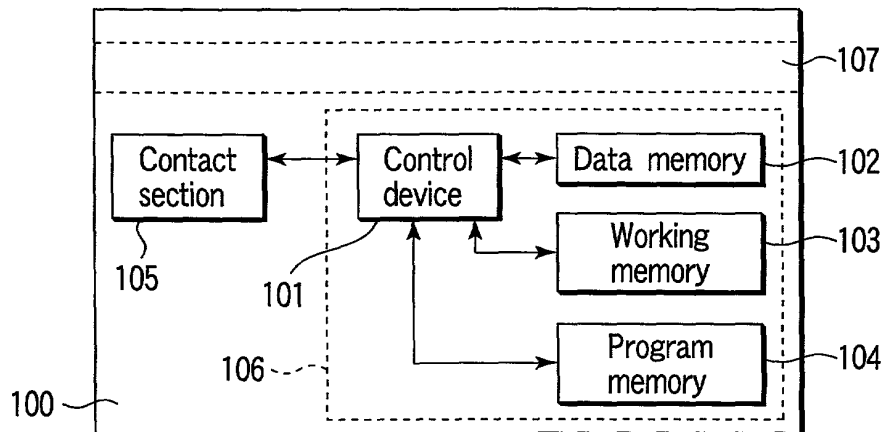 107
Contact
section
Control
device
Data memory
102
105
101
Working
memory
103
106
Program
memory
104
100